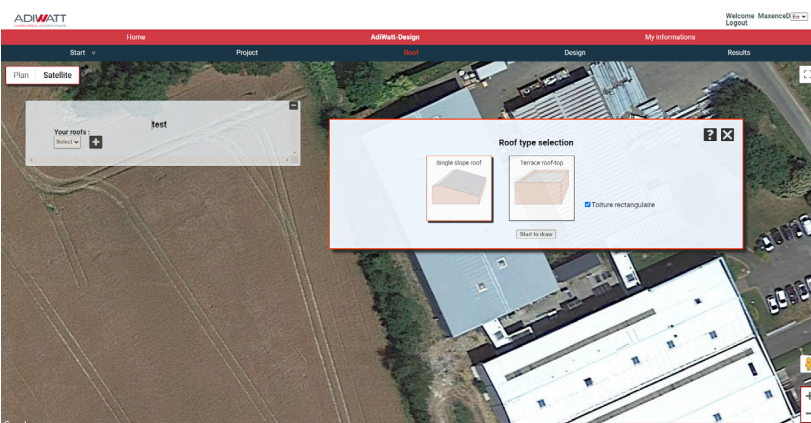 ADIWATT
Welcome MaxenceD En
Logout
Home AdiWatt-Design My informations
Start Project Roof Design Results
Plan Satellite
test
Your roofs :
Select +
Roof type selection
? X
Single slope roof Terrace roof-top
Toiture rectangulaire
Start to draw